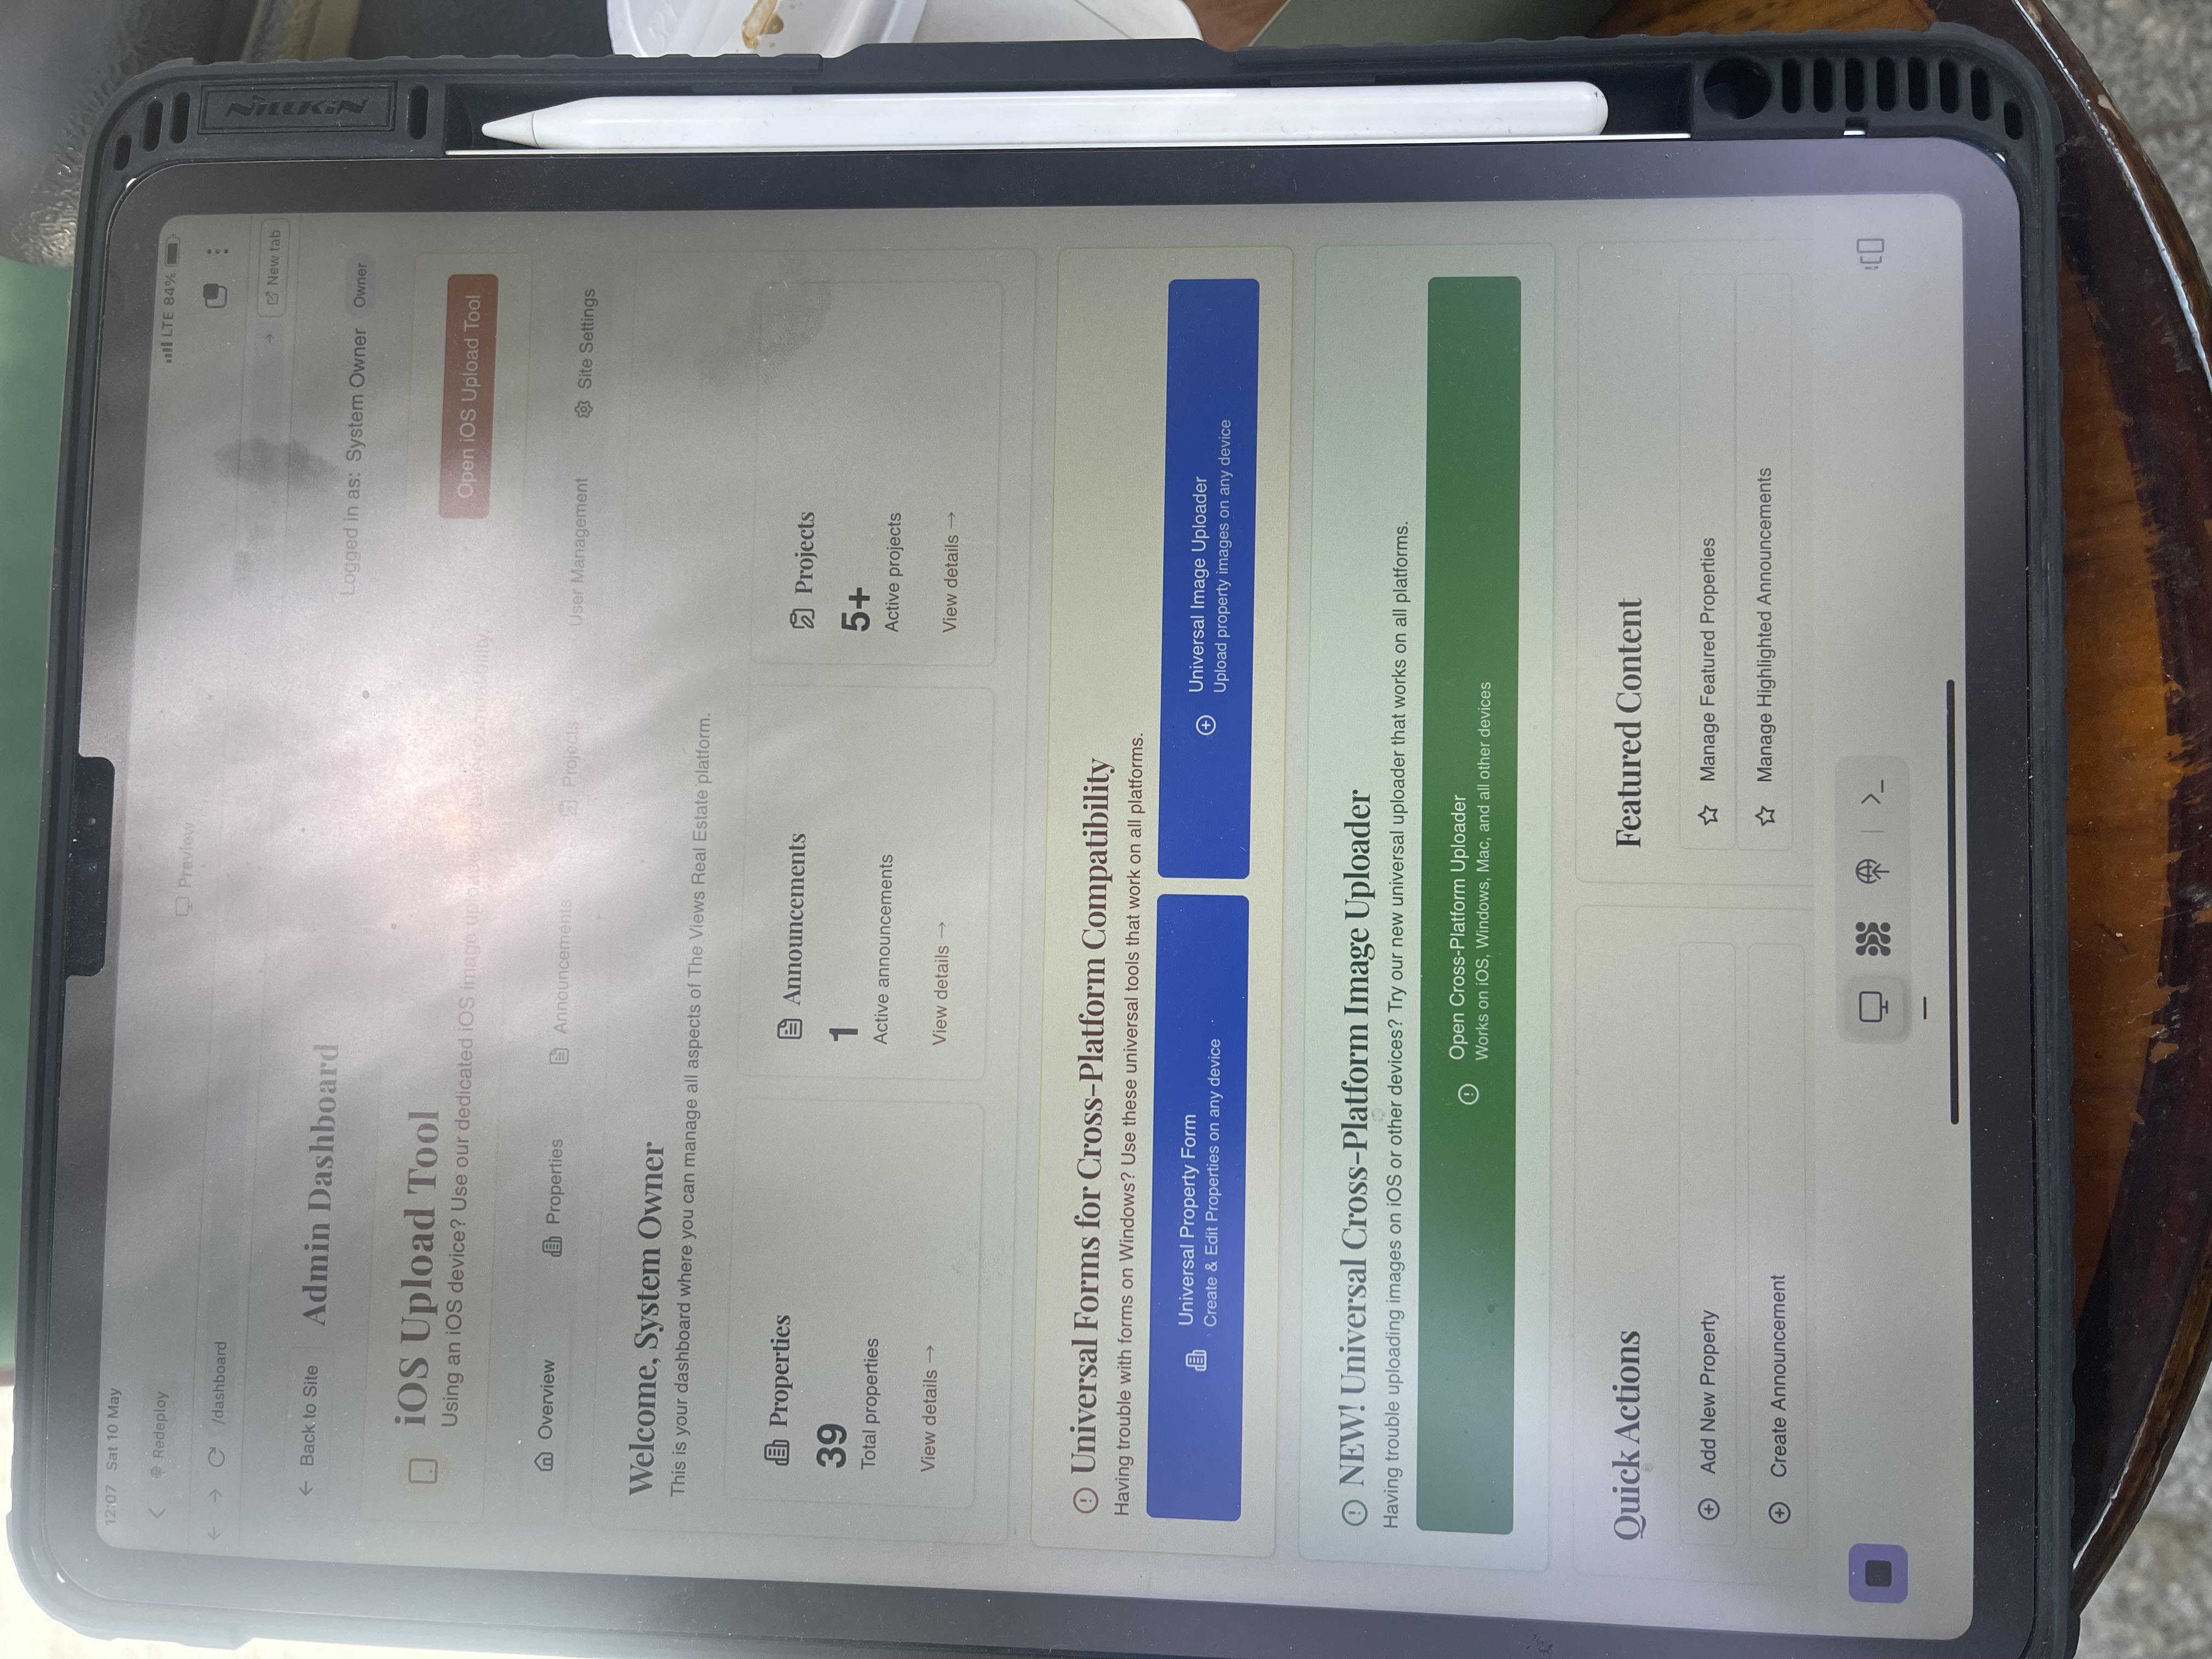 12:07 Sat 10 May
LTE 84%
Redeploy
Preview
/dashboard
New tab
Back to Site
Admin Dashboard
Logged in as: System Owner Owner
iOS Upload Tool
Using an iOS device? Use our dedicated iOS image uploader for better compatibility.
Open iOS Upload Tool
Overview
Properties
Announcements
Projects
User Management
Site Settings
Welcome, System Owner
This is your dashboard where you can manage all aspects of The Views Real Estate platform.
Properties
39
Total properties
View details →
Announcements
1
Active announcements
View details →
Projects
5+
Active projects
View details →
Universal Forms for Cross-Platform Compatibility
Having trouble with forms on Windows? Use these universal tools that work on all platforms.
Universal Property Form
Create & Edit Properties on any device
Universal Image Uploader
Upload property images on any device
NEW! Universal Cross-Platform Image Uploader
Having trouble uploading images on iOS or other devices? Try our new universal uploader that works on all platforms.
Open Cross-Platform Uploader
Works on iOS, Windows, Mac, and all other devices
Quick Actions
Add New Property
Create Announcement
Featured Content
Manage Featured Properties
Manage Highlighted Announcements
NILLKIN